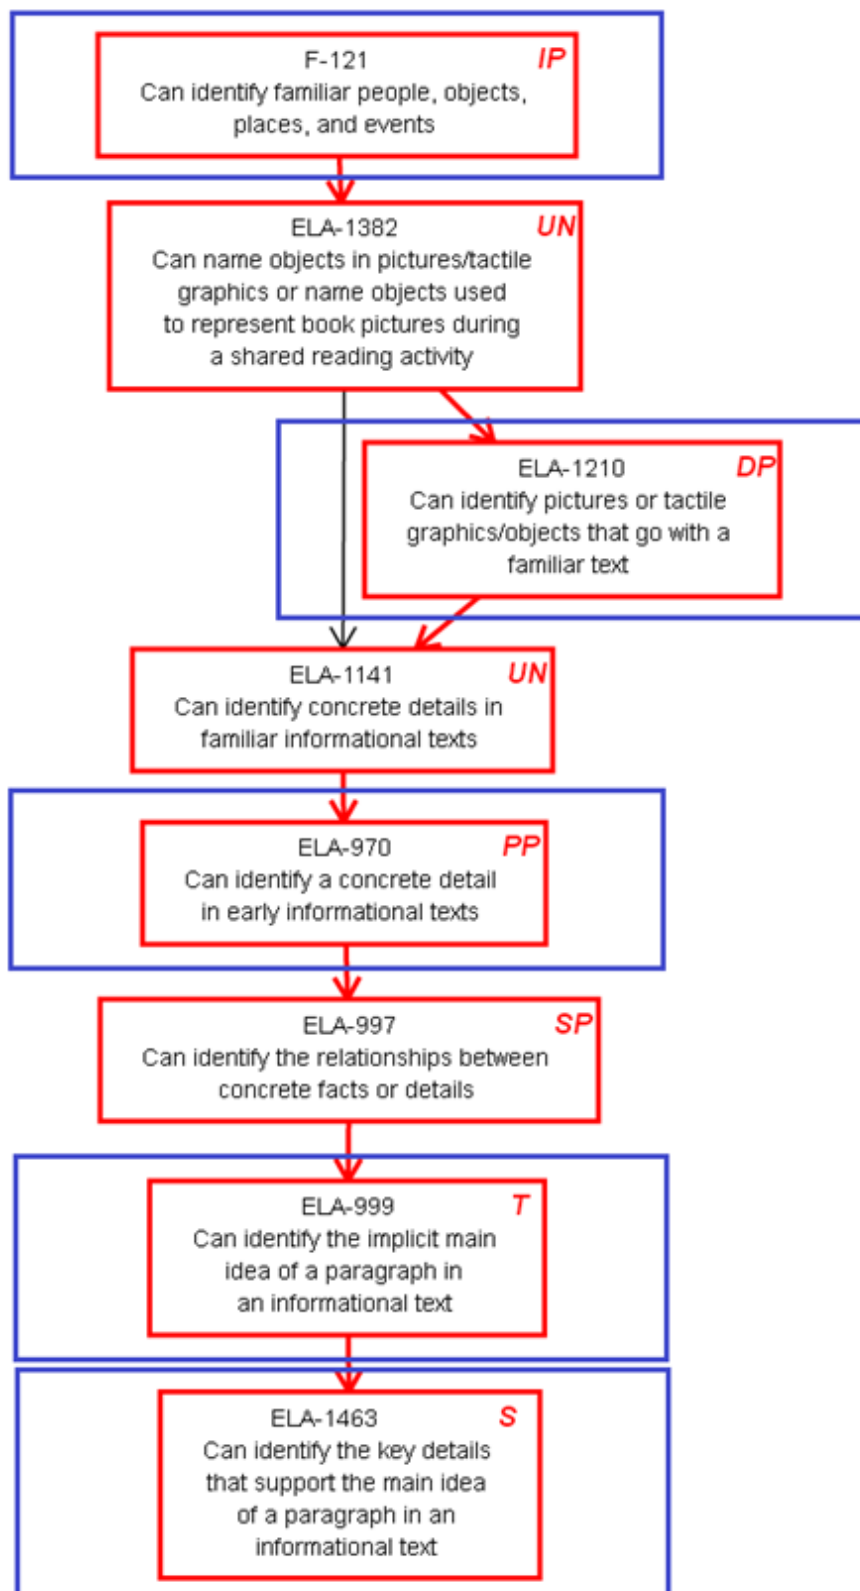 F-121 IP
Can identify familiar people, objects,
places, and events
ELA-1382 UN
Can name objects in pictures/tactile
graphics or name objects used
to represent book pictures during
a shared reading activity
ELA-1210 DP
Can identify pictures or tactile
graphics/objects that go with a
familiar text
ELA-1141 UN
Can identify concrete details in
familiar informational texts
ELA-970 PP
Can identify a concrete detail
in early informational texts
ELA-997 SP
Can identify the relationships between
concrete facts or details
ELA-999 T
Can identify the implicit main
idea of a paragraph in
an informational text
ELA-1463 S
Can identify the key details
that support the main idea
of a paragraph in an
informational text